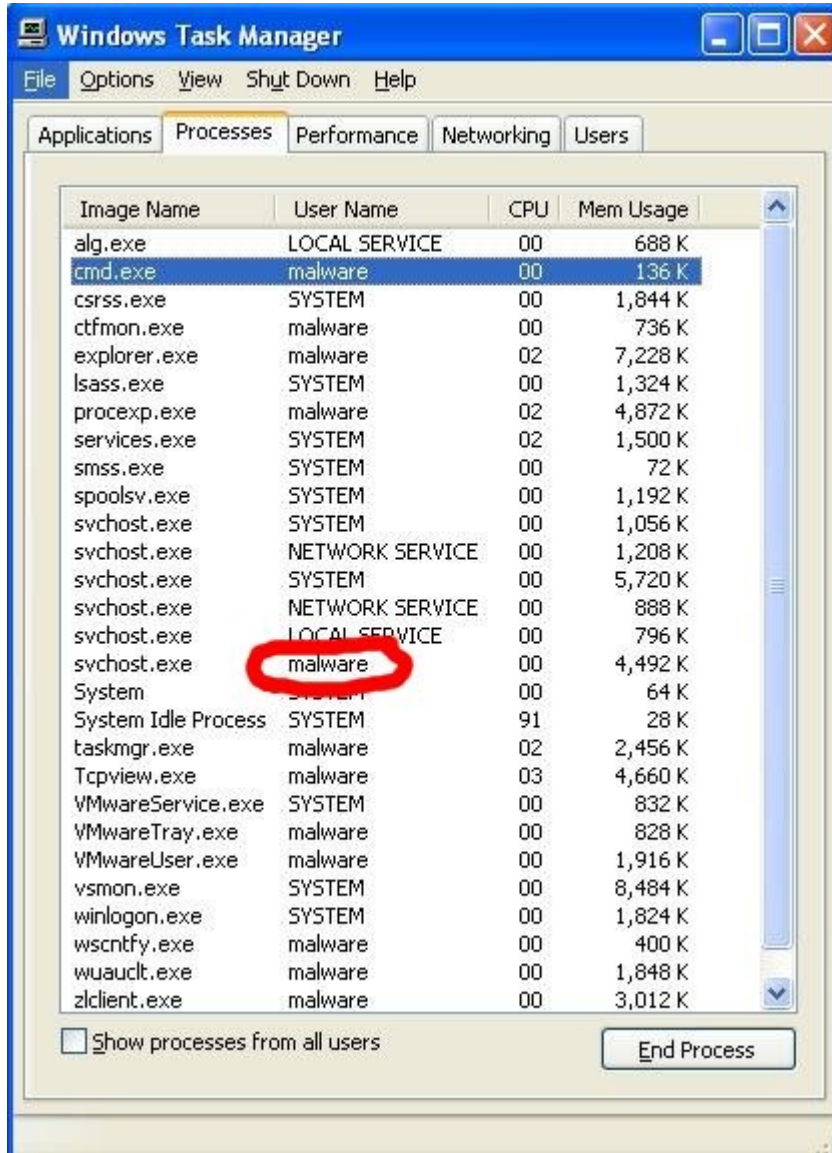 Windows Task Manager
File Options View Shut Down Help
Applications Processes Performance Networking Users
Image Name User Name CPU Mem Usage
alg.exe LOCAL SERVICE 00 688 K
cmd.exe malware 00 136 K
csrss.exe SYSTEM 00 1,844 K
ctfmon.exe malware 00 736 K
explorer.exe malware 02 7,228 K
lsass.exe SYSTEM 00 1,324 K
procexp.exe malware 02 4,872 K
services.exe SYSTEM 02 1,500 K
smss.exe SYSTEM 00 72 K
spoolsv.exe SYSTEM 00 1,192 K
svchost.exe SYSTEM 00 1,056 K
svchost.exe NETWORK SERVICE 00 1,208 K
svchost.exe SYSTEM 00 5,720 K
svchost.exe NETWORK SERVICE 00 888 K
svchost.exe LOCAL SERVICE 00 796 K
svchost.exe malware 00 4,492 K
System SYSTEM 00 64 K
System Idle Process SYSTEM 91 28 K
taskmgr.exe malware 02 2,456 K
Tcpview.exe malware 03 4,660 K
VMwareService.exe SYSTEM 00 832 K
VMwareTray.exe malware 00 828 K
VMwareUser.exe malware 00 1,916 K
vsmon.exe SYSTEM 00 8,484 K
winlogon.exe SYSTEM 00 1,824 K
wscntfy.exe malware 00 400 K
wuauclt.exe malware 00 1,848 K
zlclient.exe malware 00 3,012 K
Show processes from all users
End Process